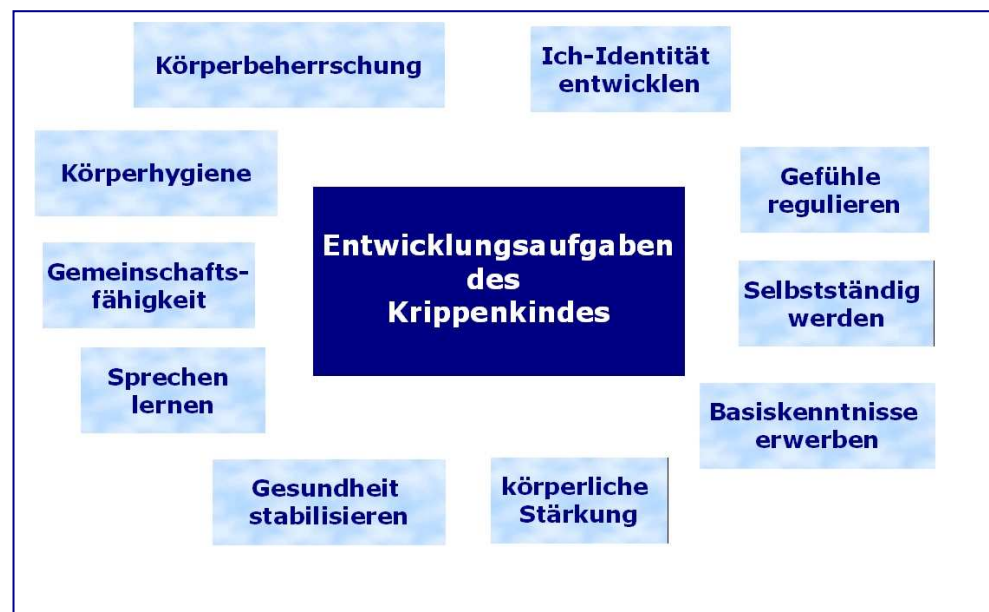 Körperbeherrschung
Ich-Identität
entwicklen
Körperhygiene
Gefühle
regulieren
Entwicklungsaufgaben
des
Krippenkindes
Gemeinschafts-
fähigkeit
Selbstständig
werden
Sprechen
lernen
Basiskenntnisse
erwerben
Gesundheit
stabilisieren
körperliche
Stärkung